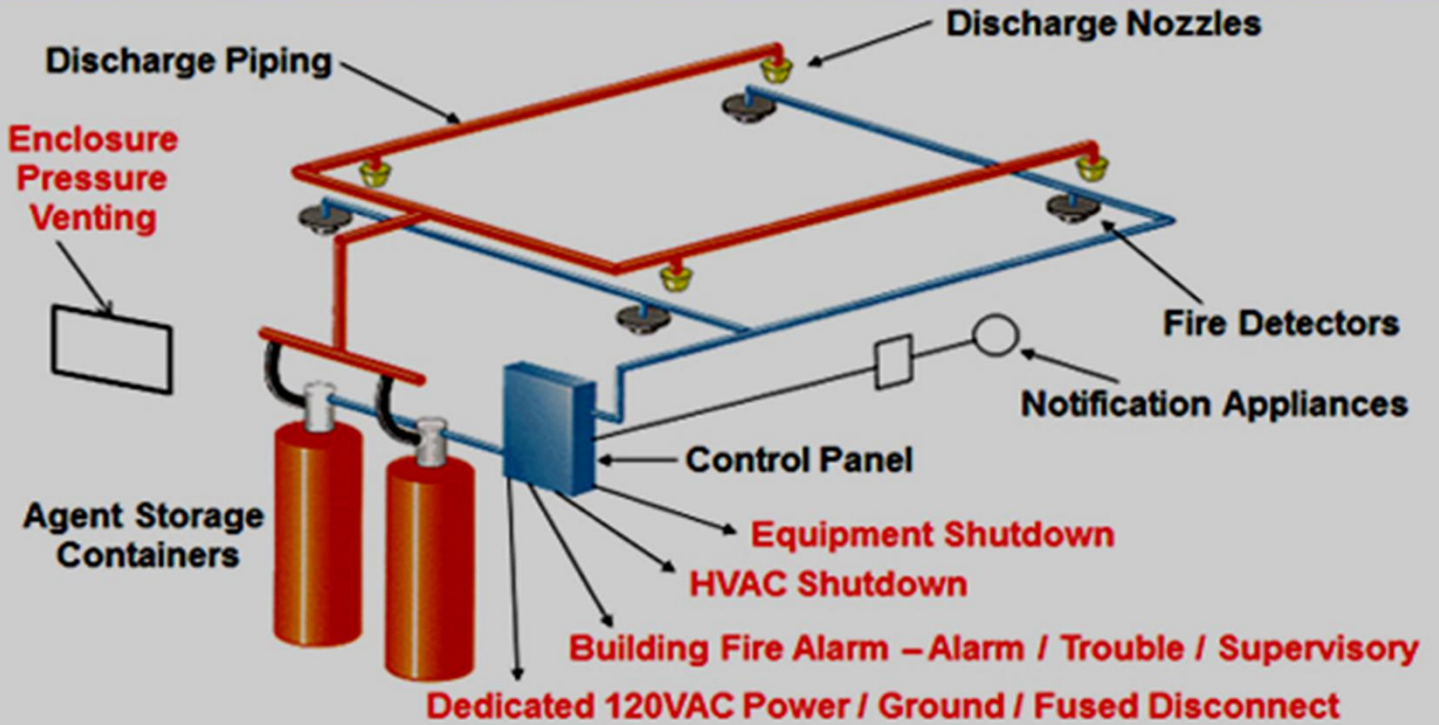 Discharge Nozzles
Discharge Piping
Enclosure
Pressure
Venting
Fire Detectors
Notification Appliances
Control Panel
Agent Storage
Containers
Equipment Shutdown
HVAC Shutdown
Building Fire Alarm – Alarm / Trouble / Supervisory
Dedicated 120VAC Power / Ground / Fused Disconnect